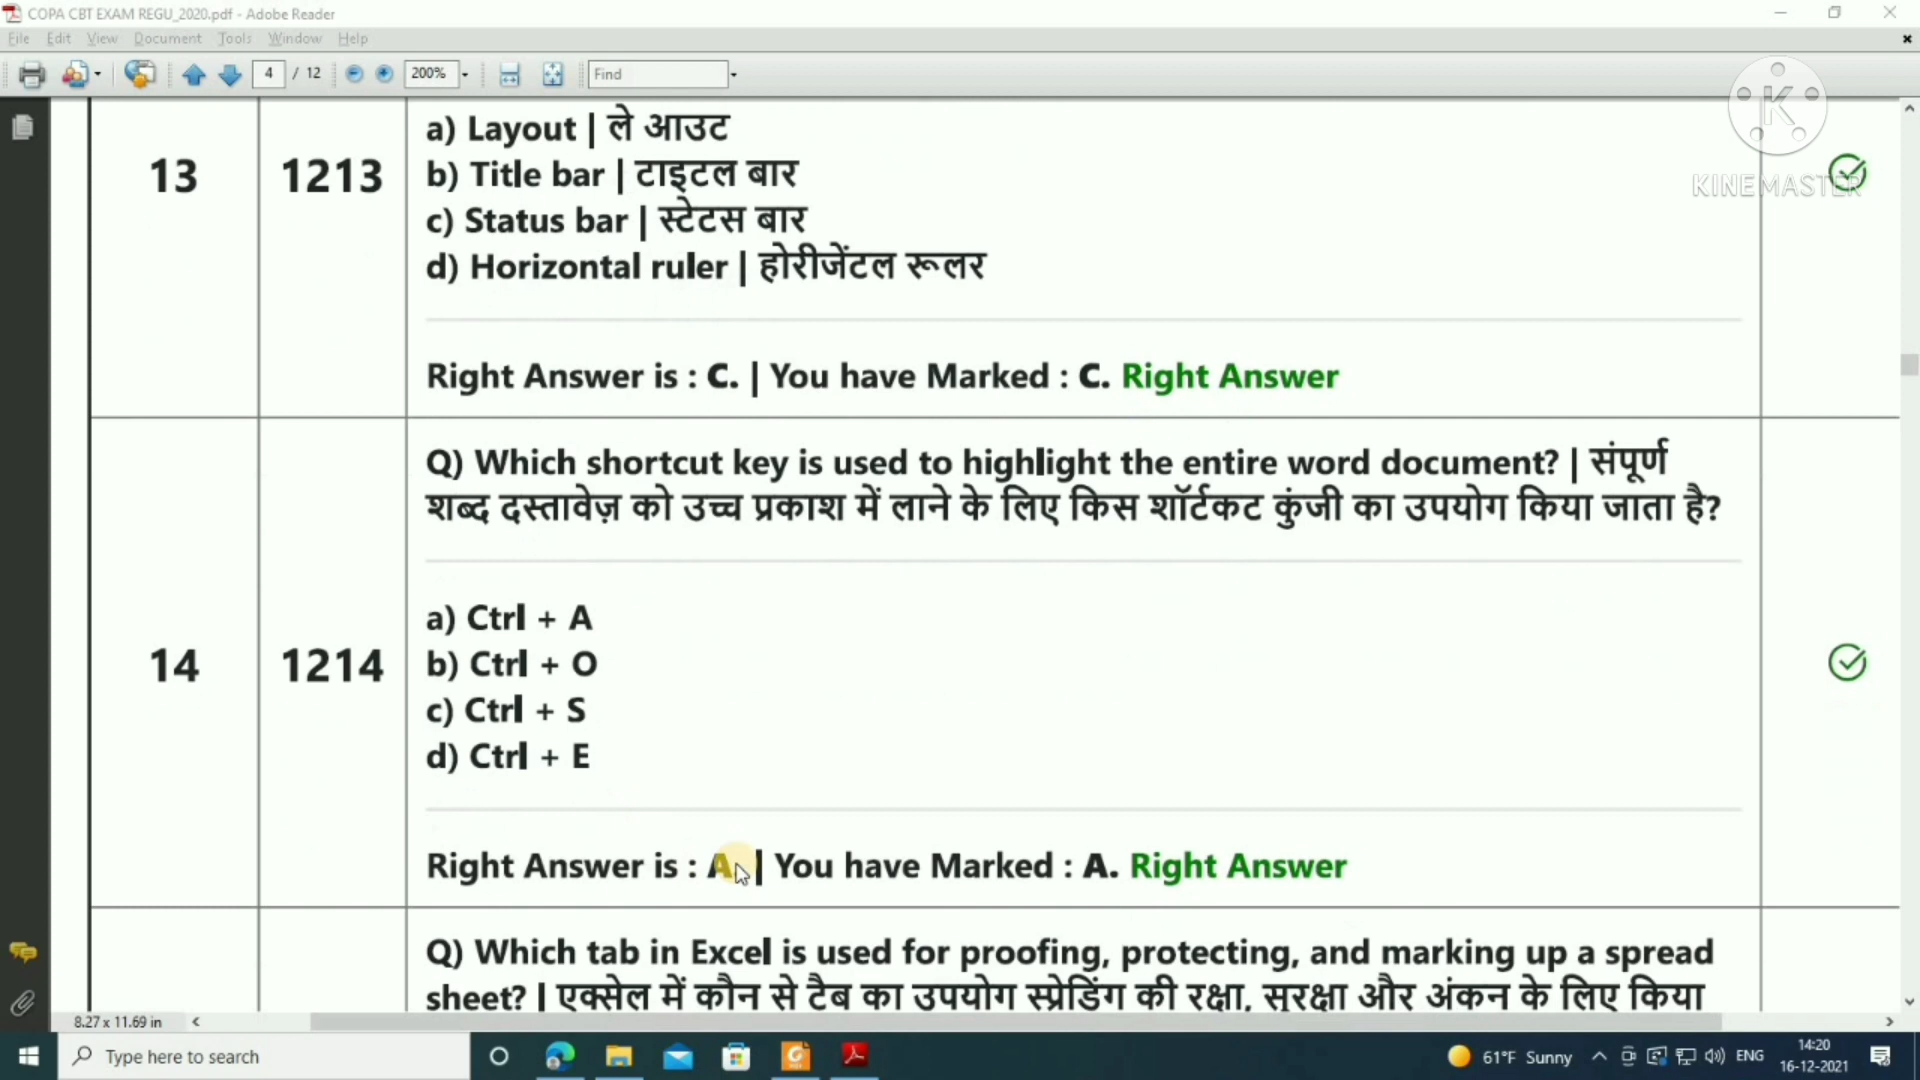 COPA CBT EXAM REGU_2020.pdf - Adobe Reader
File Edit View Document Tools Window Help
4 / 12 200% Find
KINEMASTER
a) Layout | ले आउट
13 1213 b) Title bar | टाइटल बार
c) Status bar | स्टेटस बार
d) Horizontal ruler | होरीजेंटल रूलर
Right Answer is : C. | You have Marked : C. Right Answer
Q) Which shortcut key is used to highlight the entire word document? | संपूर्ण
शब्द दस्तावेज़ को उच्च प्रकाश में लाने के लिए किस शॉर्टकट कुंजी का उपयोग किया जाता है?
a) Ctrl + A
14 1214 b) Ctrl + O
c) Ctrl + S
d) Ctrl + E
Right Answer is : A. | You have Marked : A. Right Answer
Q) Which tab in Excel is used for proofing, protecting, and marking up a spread
sheet? | एक्सेल में कौन से टैब का उपयोग स्प्रेडिंग की रक्षा, सुरक्षा और अंकन के लिए किया
8.27 x 11.69 in
Type here to search
61°F Sunny ENG 14:20
16-12-2021